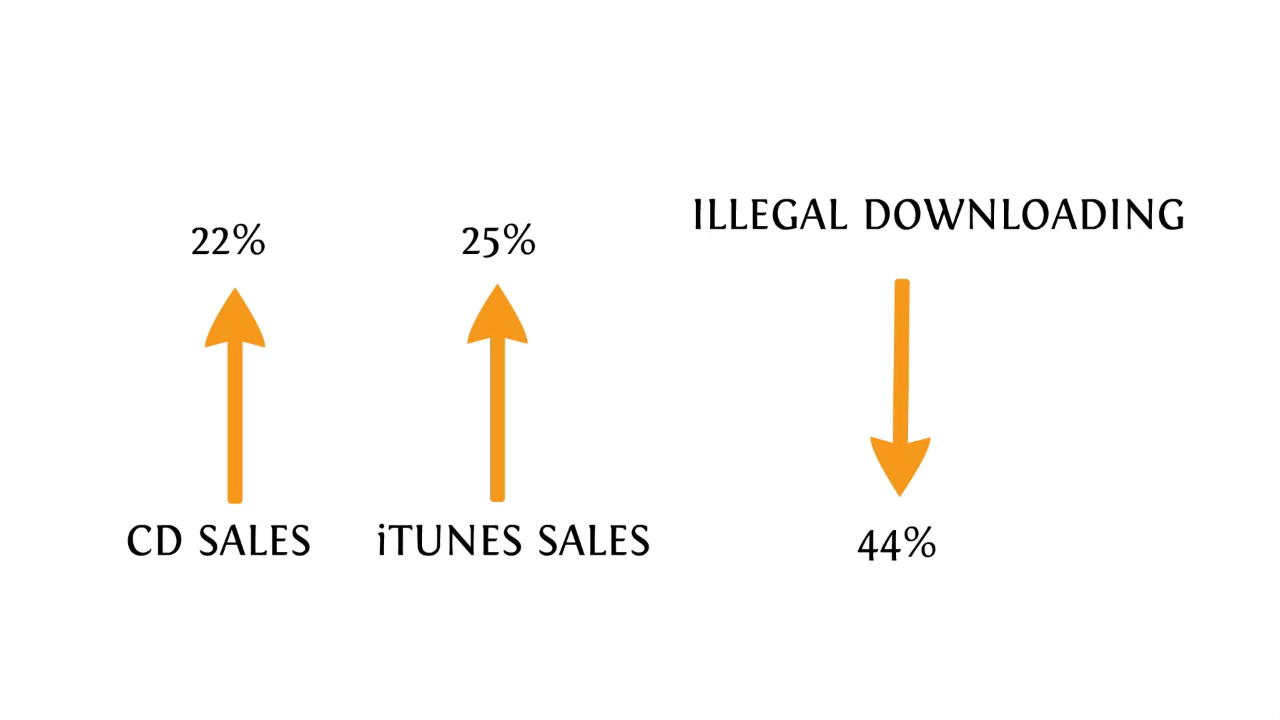 22%
25%
ILLEGAL DOWNLOADING
CD SALES
iTUNES SALES
44%